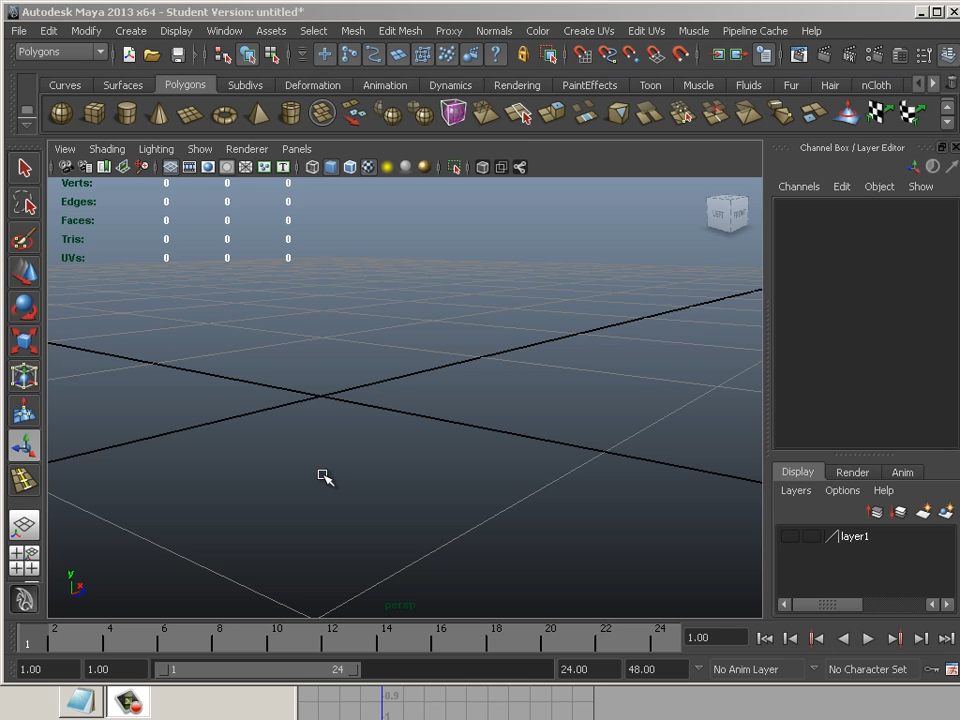 Autodesk Maya 2013 x64 - Student Version: untitled*
File Edit Modify Create Display Window Assets Select Mesh Edit Mesh Proxy Normals Color Create UVs Edit UVs Muscle Pipeline Cache Help
Polygons
Curves Surfaces Polygons Subdivs Deformation Animation Dynamics Rendering PaintEffects Toon Muscle Fluids Fur Hair nCloth
View Shading Lighting Show Renderer Panels
Channel Box / Layer Editor
Channels Edit Object Show
Verts: 0 0 0
Edges: 0 0 0
Faces: 0 0 0
Tris: 0 0 0
UVs: 0 0 0
LEFT FRONT
y
x
persp
Display Render Anim
Layers Options Help
layer1
2 4 6 8 10 12 14 16 18 20 22 24
1
1.00
1.00 1.00 1 24 24.00 48.00 No Anim Layer No Character Set
0.9
1